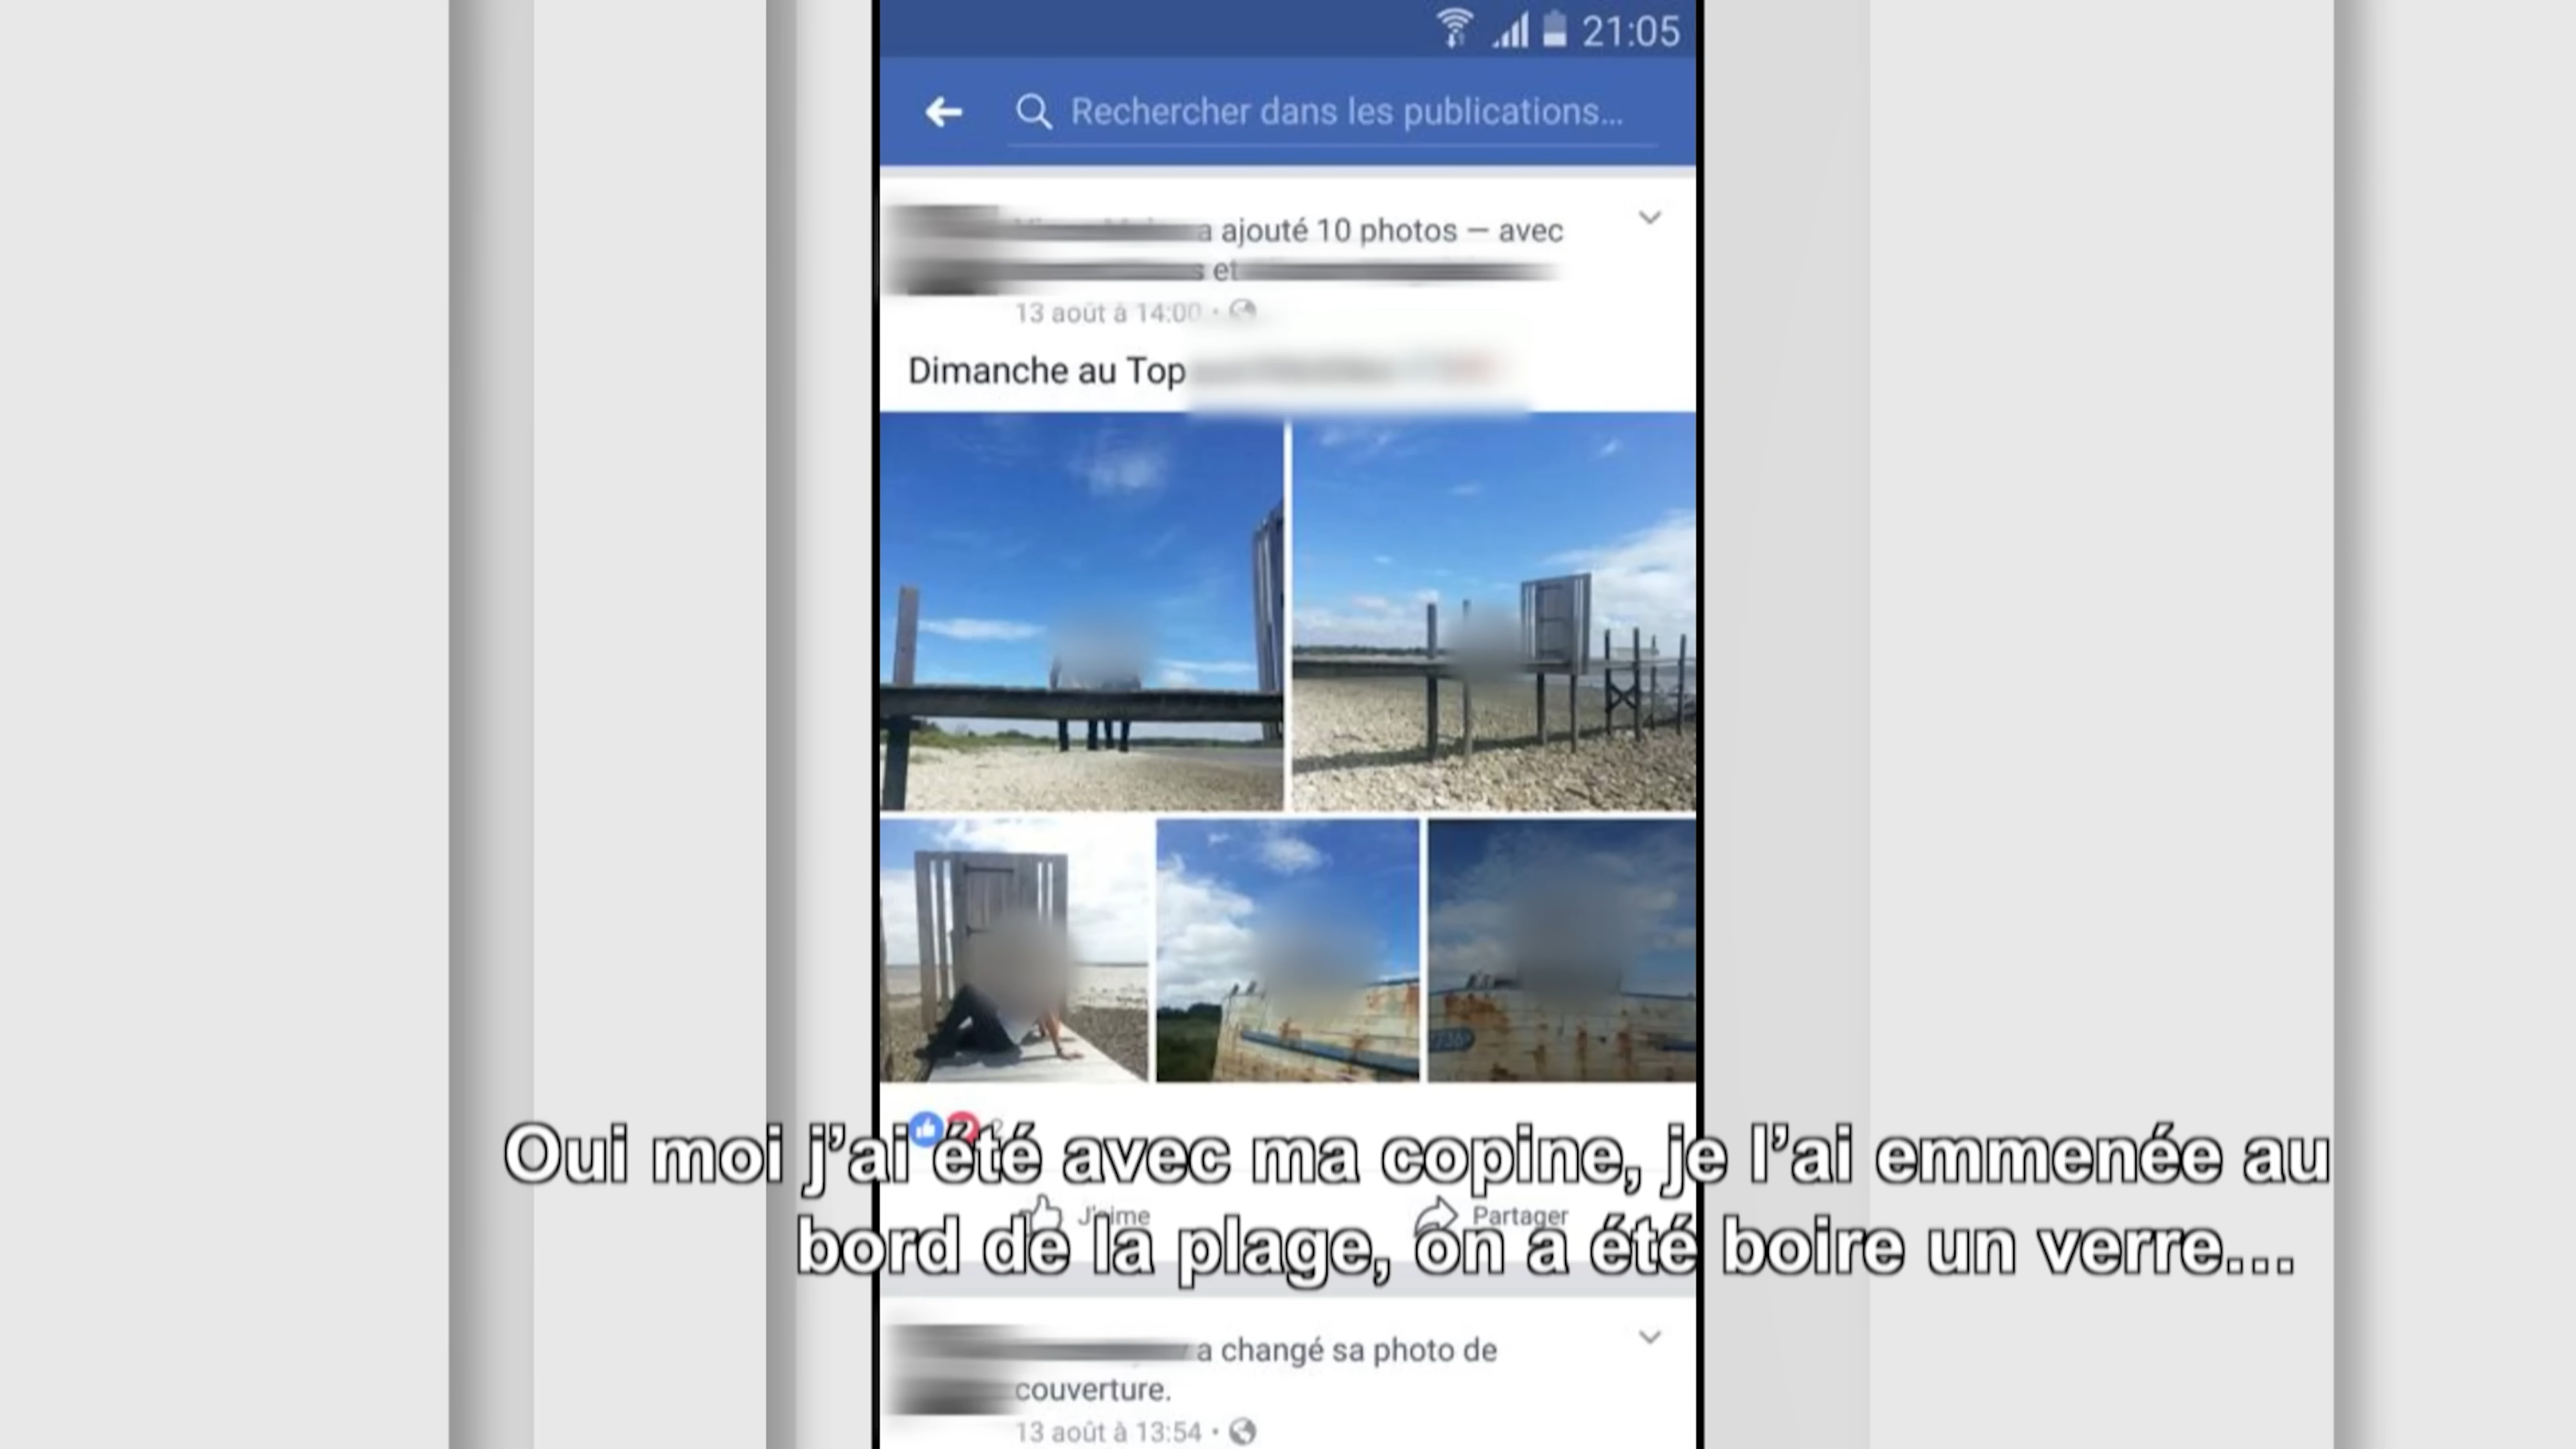 21:05
Rechercher dans les publications...
a ajouté 10 photos — avec
et
13 août à 14:00 ·
Dimanche au Top
Oui moi j'ai été avec ma copine, je l'ai emmenée au
J'aime Partager
bord de la plage, on a été boire un verre...
a changé sa photo de
couverture.
13 août à 13:54 ·